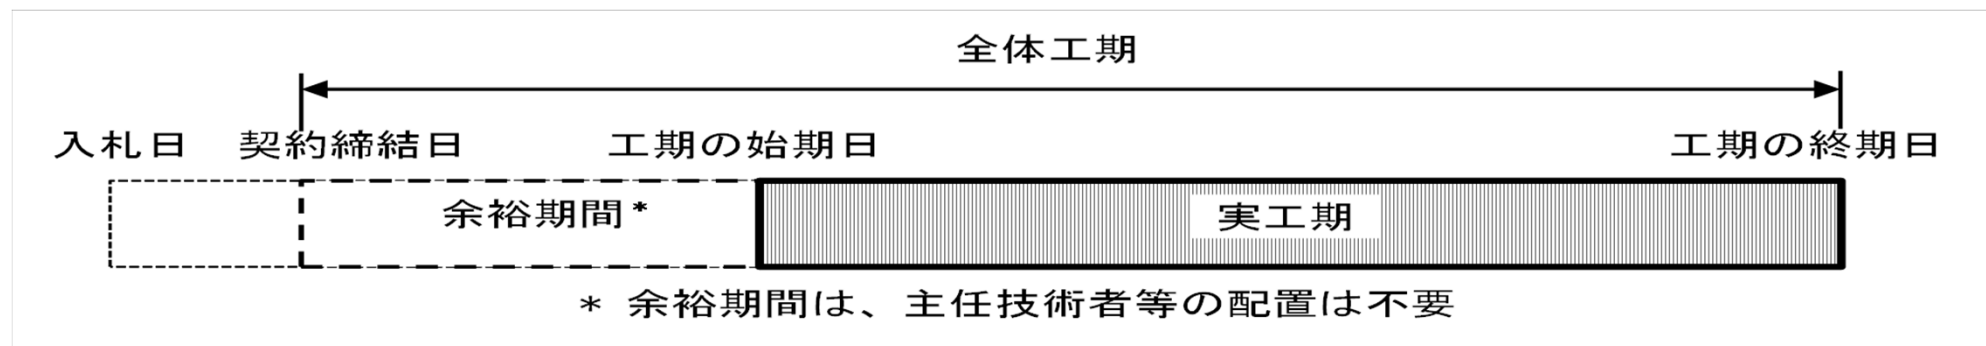 全体工期
入札日 契約締結日 工期の始期日 工期の終期日
余裕期間* 実工期
* 余裕期間は、主任技術者等の配置は不要